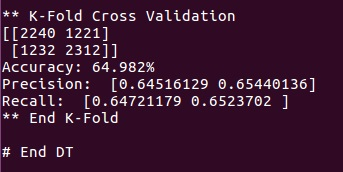 ** K-Fold Cross Validation
[[2240 1221]
 [1232 2312]]
Accuracy: 64.982%
Precision:  [0.64516129 0.65440136]
Recall:  [0.64721179 0.6523702 ]
** End K-Fold
# End DT